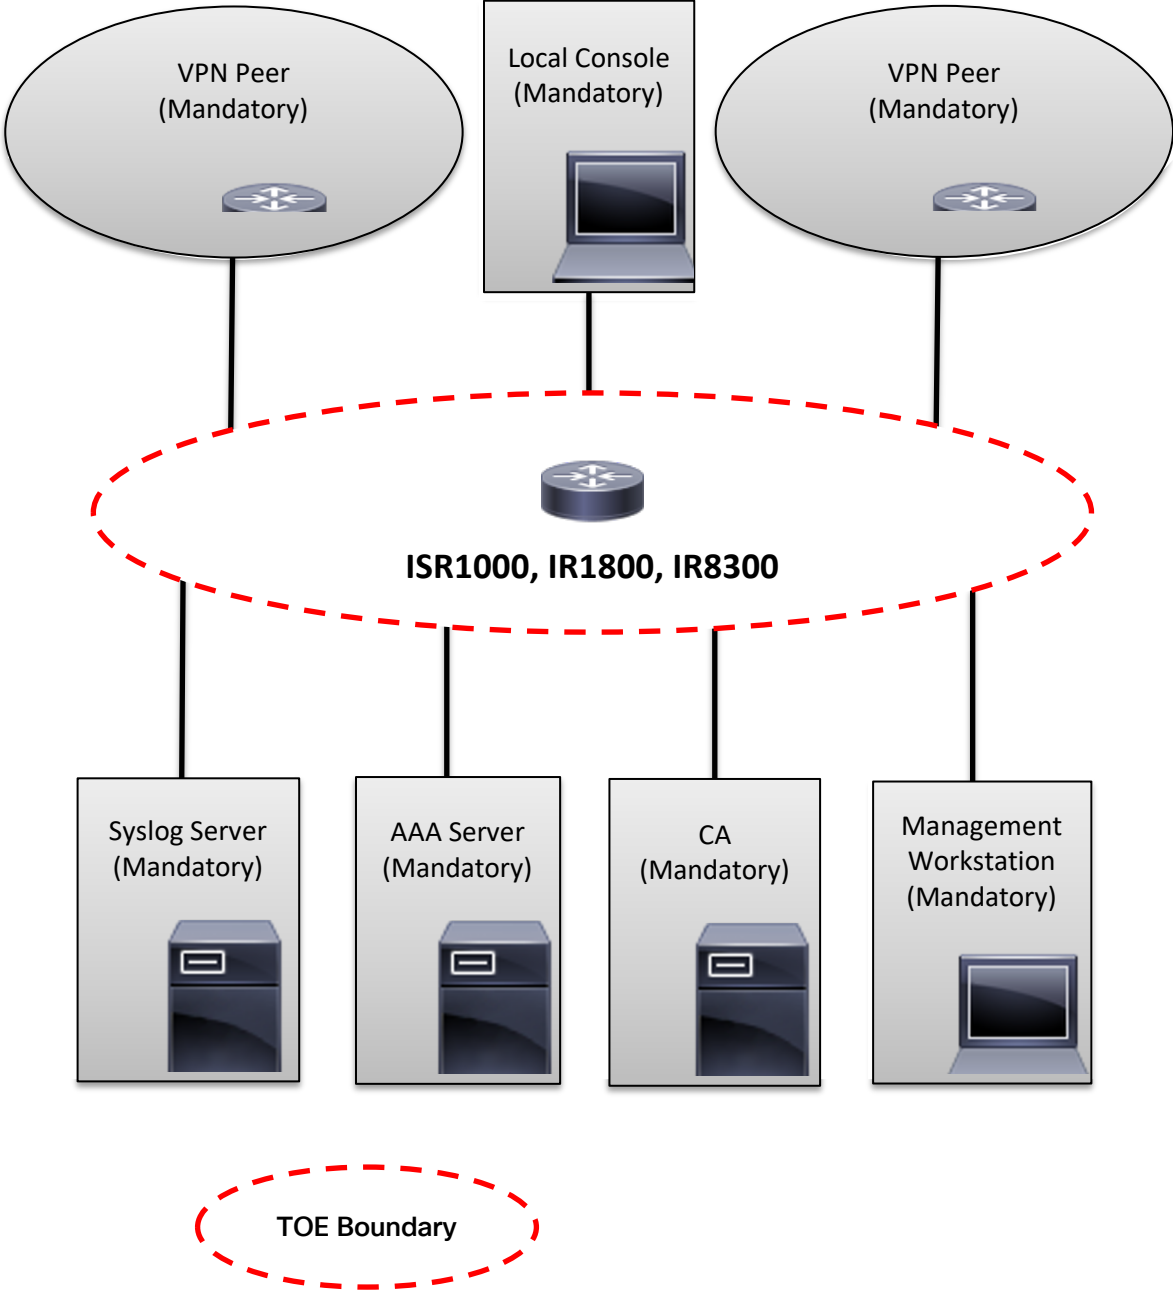 VPN Peer
(Mandatory)
Local Console
(Mandatory)
VPN Peer
(Mandatory)
ISR1000, IR1800, IR8300
Syslog Server
(Mandatory)
AAA Server
(Mandatory)
CA
(Mandatory)
Management
Workstation
(Mandatory)
TOE Boundary